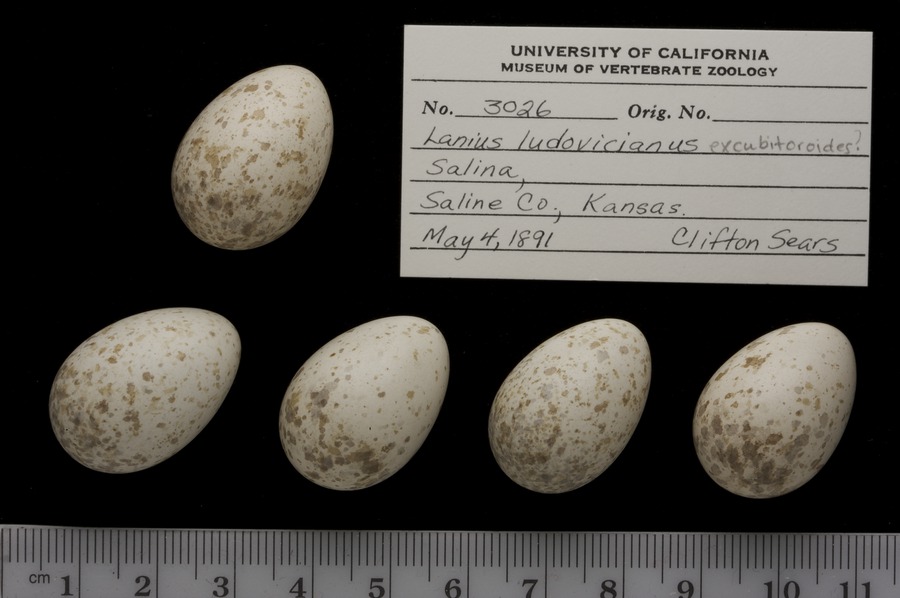 UNIVERSITY OF CALIFORNIA
MUSEUM OF VERTEBRATE ZOOLOGY
No. 3026 Orig. No.
Lanius ludovicianus excubitoroides?
Salina,
Saline Co., Kansas.
May 4, 1891 Clifton Sears
cm 1 2 3 4 5 6 7 8 9 10 11